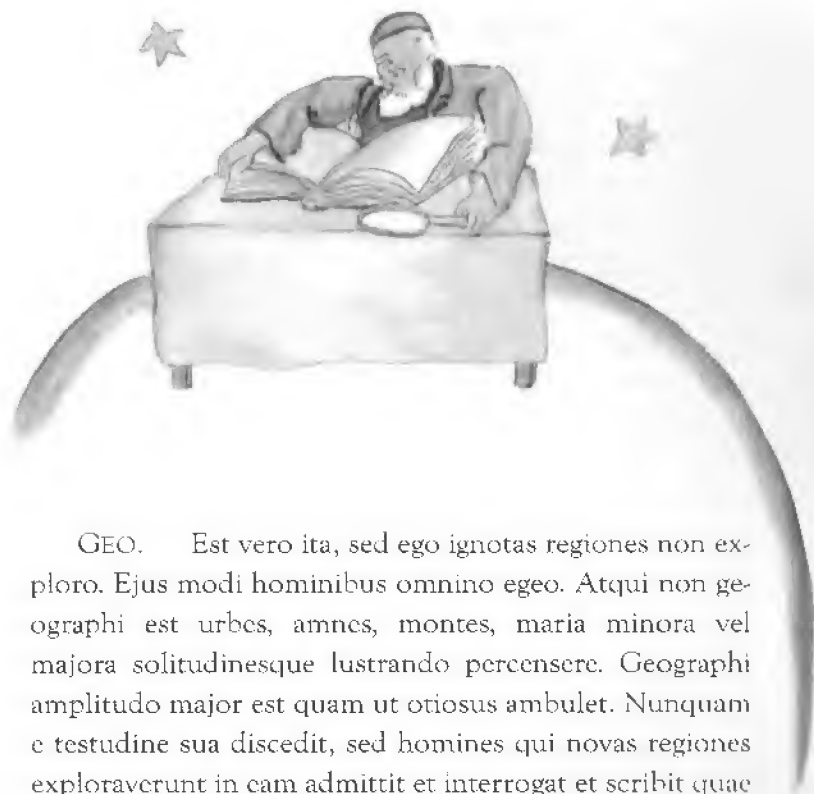 GEO. Est vero ita, sed ego ignotas regiones non ex-
ploro. Ejus modi hominibus omnino egeo. Atqui non ge-
ographi est urbes, amnes, montes, maria minora vel
majora solitudinesque lustrando percensere. Geographi
amplitudo major est quam ut otiosus ambulet. Nunquam
e testudine sua discedit, sed homines qui novas regiones
exploraverunt in eam admittit et interrogat et scribit quae